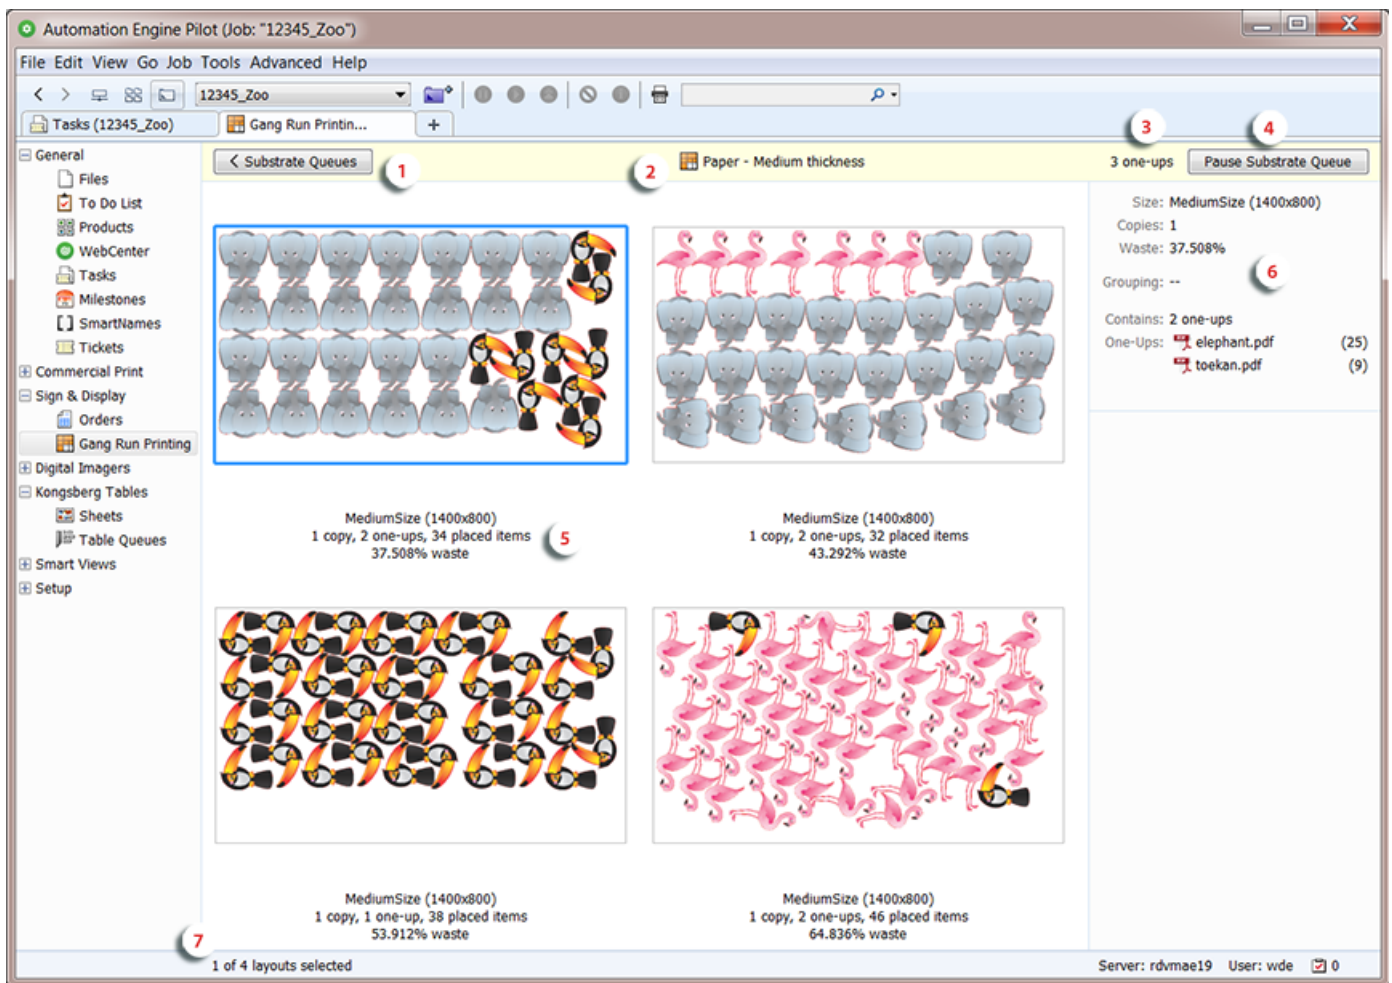 Automation Engine Pilot (Job: "12345_Zoo")
File Edit View Go Job Tools Advanced Help
12345_Zoo
Tasks (12345_Zoo)
Gang Run Printin...
+
3
4
General
Files
To Do List
Products
WebCenter
Tasks
Milestones
SmartNames
Tickets
Commercial Print
Sign & Display
Orders
Gang Run Printing
Digital Imagers
Kongsberg Tables
Sheets
Table Queues
Smart Views
Setup
Substrate Queues
1
2
Paper - Medium thickness
3 one-ups
Pause Substrate Queue
MediumSize (1400x800)
1 copy, 2 one-ups, 34 placed items
37.508% waste
5
MediumSize (1400x800)
1 copy, 2 one-ups, 32 placed items
43.292% waste
MediumSize (1400x800)
1 copy, 1 one-up, 38 placed items
53.912% waste
MediumSize (1400x800)
1 copy, 2 one-ups, 46 placed items
64.836% waste
Size: MediumSize (1400x800)
Copies: 1
Waste: 37.508%
6
Grouping: --
Contains: 2 one-ups
One-Ups: elephant.pdf (25)
toekan.pdf (9)
7
1 of 4 layouts selected
Server: rdvmae19 User: wde 0